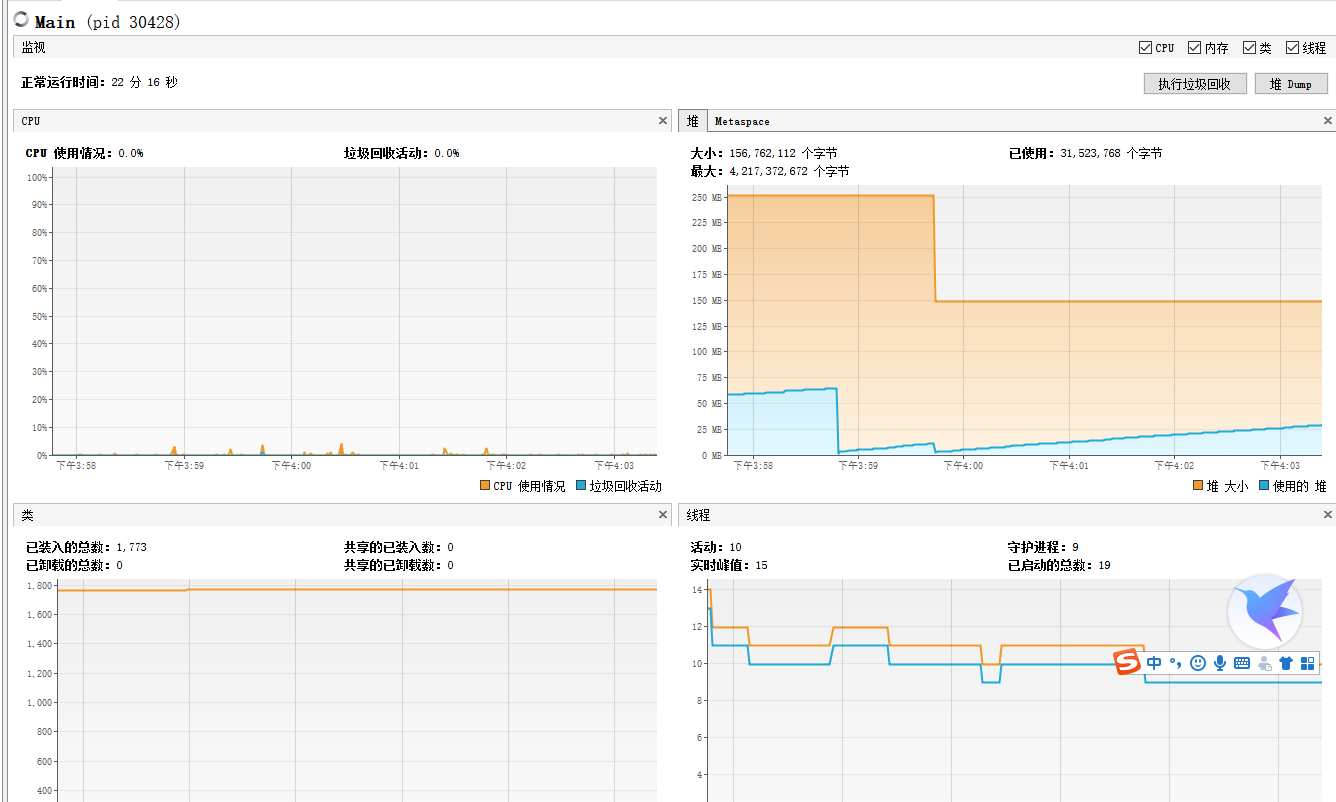 Main (pid 30428)
监视
CPU 内存 类 线程
正常运行时间: 22 分 16 秒
执行垃圾回收 堆 Dump
CPU
CPU 使用情况: 0.0% 垃圾回收活动: 0.0%
100%
90%
80%
70%
60%
50%
40%
30%
20%
10%
0%
下午3:58 下午3:59 下午4:00 下午4:01 下午4:02 下午4:03
CPU 使用情况 垃圾回收活动
堆 Metaspace
大小: 156,762,112 个字节 已使用: 31,523,768 个字节
最大: 4,217,372,672 个字节
250 MB
225 MB
200 MB
175 MB
150 MB
125 MB
100 MB
75 MB
50 MB
25 MB
0 MB
下午3:58 下午3:59 下午4:00 下午4:01 下午4:02 下午4:03
堆 大小 使用的 堆
类
已装入的总数: 1,773 共享的已装入数: 0
已卸载的总数: 0 共享的已卸载数: 0
1,800
1,600
1,400
1,200
1,000
800
600
400
线程
活动: 10 守护进程: 9
实时峰值: 15 已启动的总数: 19
14
12
10
8
6
4
S 中